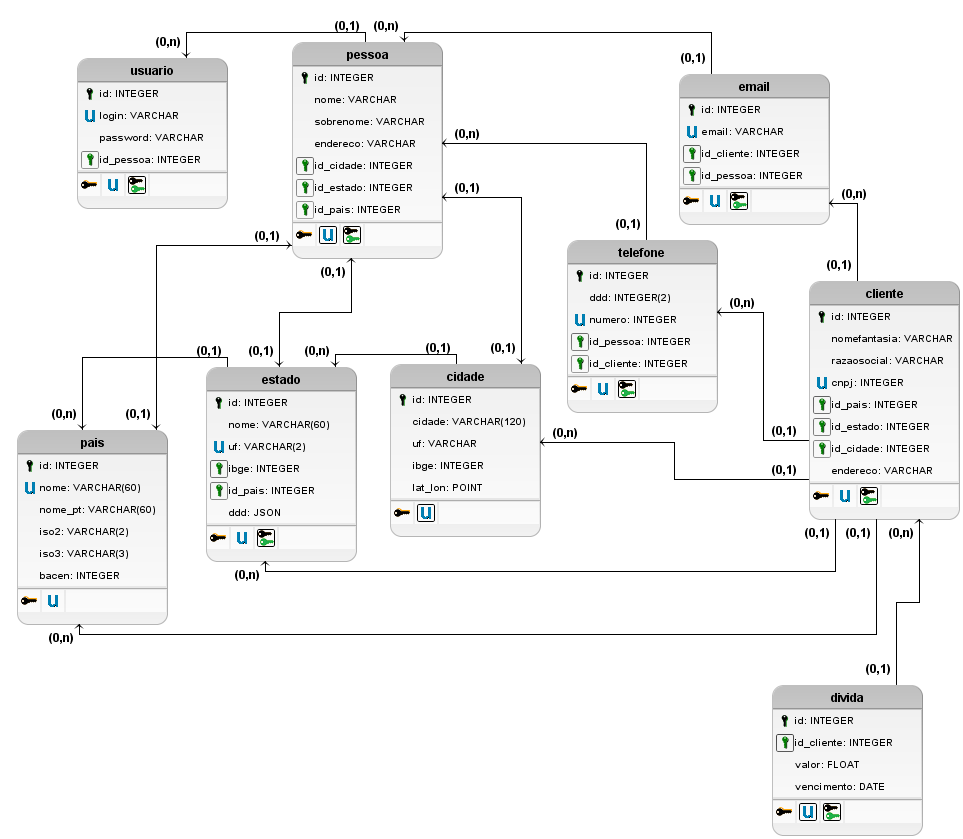 (0,1)
(0,n)
(0,n)
pessoa
id: INTEGER
nome: VARCHAR
sobrenome: VARCHAR
endereco: VARCHAR
id_cidade: INTEGER
id_estado: INTEGER
id_pais: INTEGER
usuario
id: INTEGER
U login: VARCHAR
password: VARCHAR
id_pessoa: INTEGER
U
U
(0,1)
email
id: INTEGER
U email: VARCHAR
id_cliente: INTEGER
id_pessoa: INTEGER
U
(0,n)
(0,1)
(0,1)
(0,1)
(0,1)
(0,n)
(0,1)
telefone
id: INTEGER
ddd: INTEGER(2)
U numero: INTEGER
id_pessoa: INTEGER
id_cliente: INTEGER
U
(0,n)
cliente
id: INTEGER
nomefantasia: VARCHAR
razaosocial: VARCHAR
U cnpj: INTEGER
id_pais: INTEGER
id_estado: INTEGER
id_cidade: INTEGER
endereco: VARCHAR
U
(0,1)
(0,1)
(0,n)
(0,1)
(0,1)
estado
id: INTEGER
nome: VARCHAR(60)
U uf: VARCHAR(2)
ibge: INTEGER
id_pais: INTEGER
ddd: JSON
U
cidade
id: INTEGER
cidade: VARCHAR(120)
uf: VARCHAR
ibge: INTEGER
lat_lon: POINT
U
(0,n)
(0,1)
(0,n)
(0,1)
(0,1)
pais
id: INTEGER
U nome: VARCHAR(60)
nome_pt: VARCHAR(60)
iso2: VARCHAR(2)
iso3: VARCHAR(3)
bacen: INTEGER
U
(0,1)
(0,1)
(0,n)
(0,n)
(0,n)
(0,1)
divida
id: INTEGER
id_cliente: INTEGER
valor: FLOAT
vencimento: DATE
U